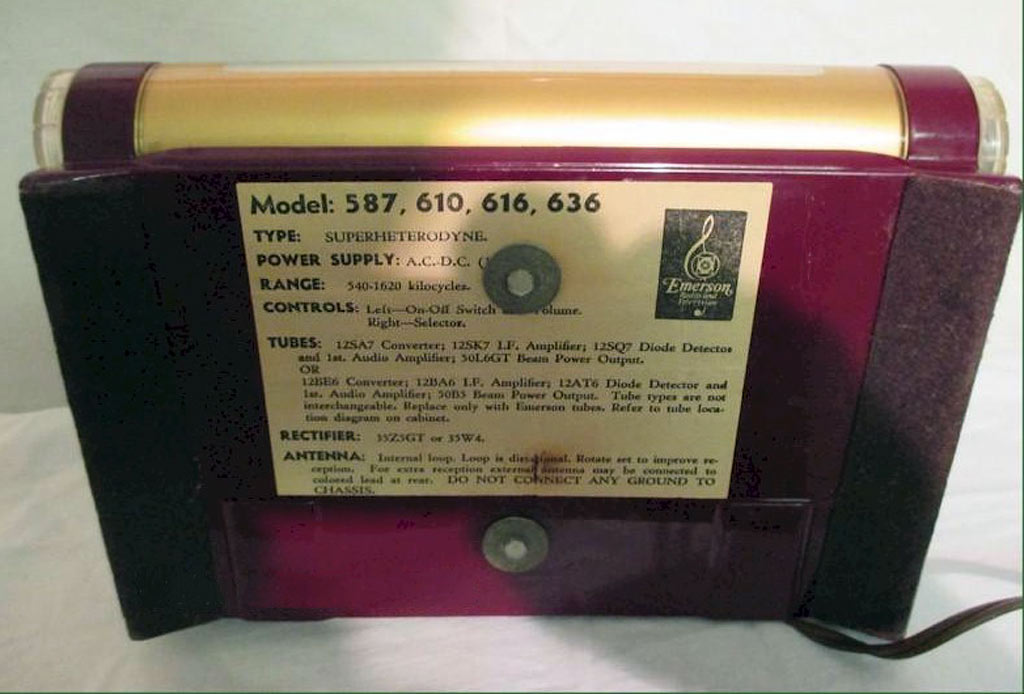 Model: 587, 610, 616, 636
TYPE: SUPERHETERODYNE.
POWER SUPPLY: A.C.-D.C. (
RANGE: 540-1620 kilocycles.
CONTROLS: Left—On-Off Switch Volume.
Right—Selector.
TUBES: 12SA7 Converter; 12SK7 I.F. Amplifier; 12SQ7 Diode Detector
and 1st. Audio Amplifier; 50L6GT Beam Power Output.
OR
12BE6 Converter; 12BA6 I.F. Amplifier; 12AT6 Diode Detector and
1st. Audio Amplifier; 50B5 Beam Power Output. Tube types are not
interchangeable. Replace only with Emerson tubes. Refer to tube loca-
tion diagram on cabinet.
RECTIFIER: 35Z5GT or 35W4.
ANTENNA: Internal loop. Loop is directional. Rotate set to improve re-
ception. For extra reception external antenna may be connected to
colored lead at rear. DO NOT CONNECT ANY GROUND TO
CHASSIS.
Emerson
Radio and
Television